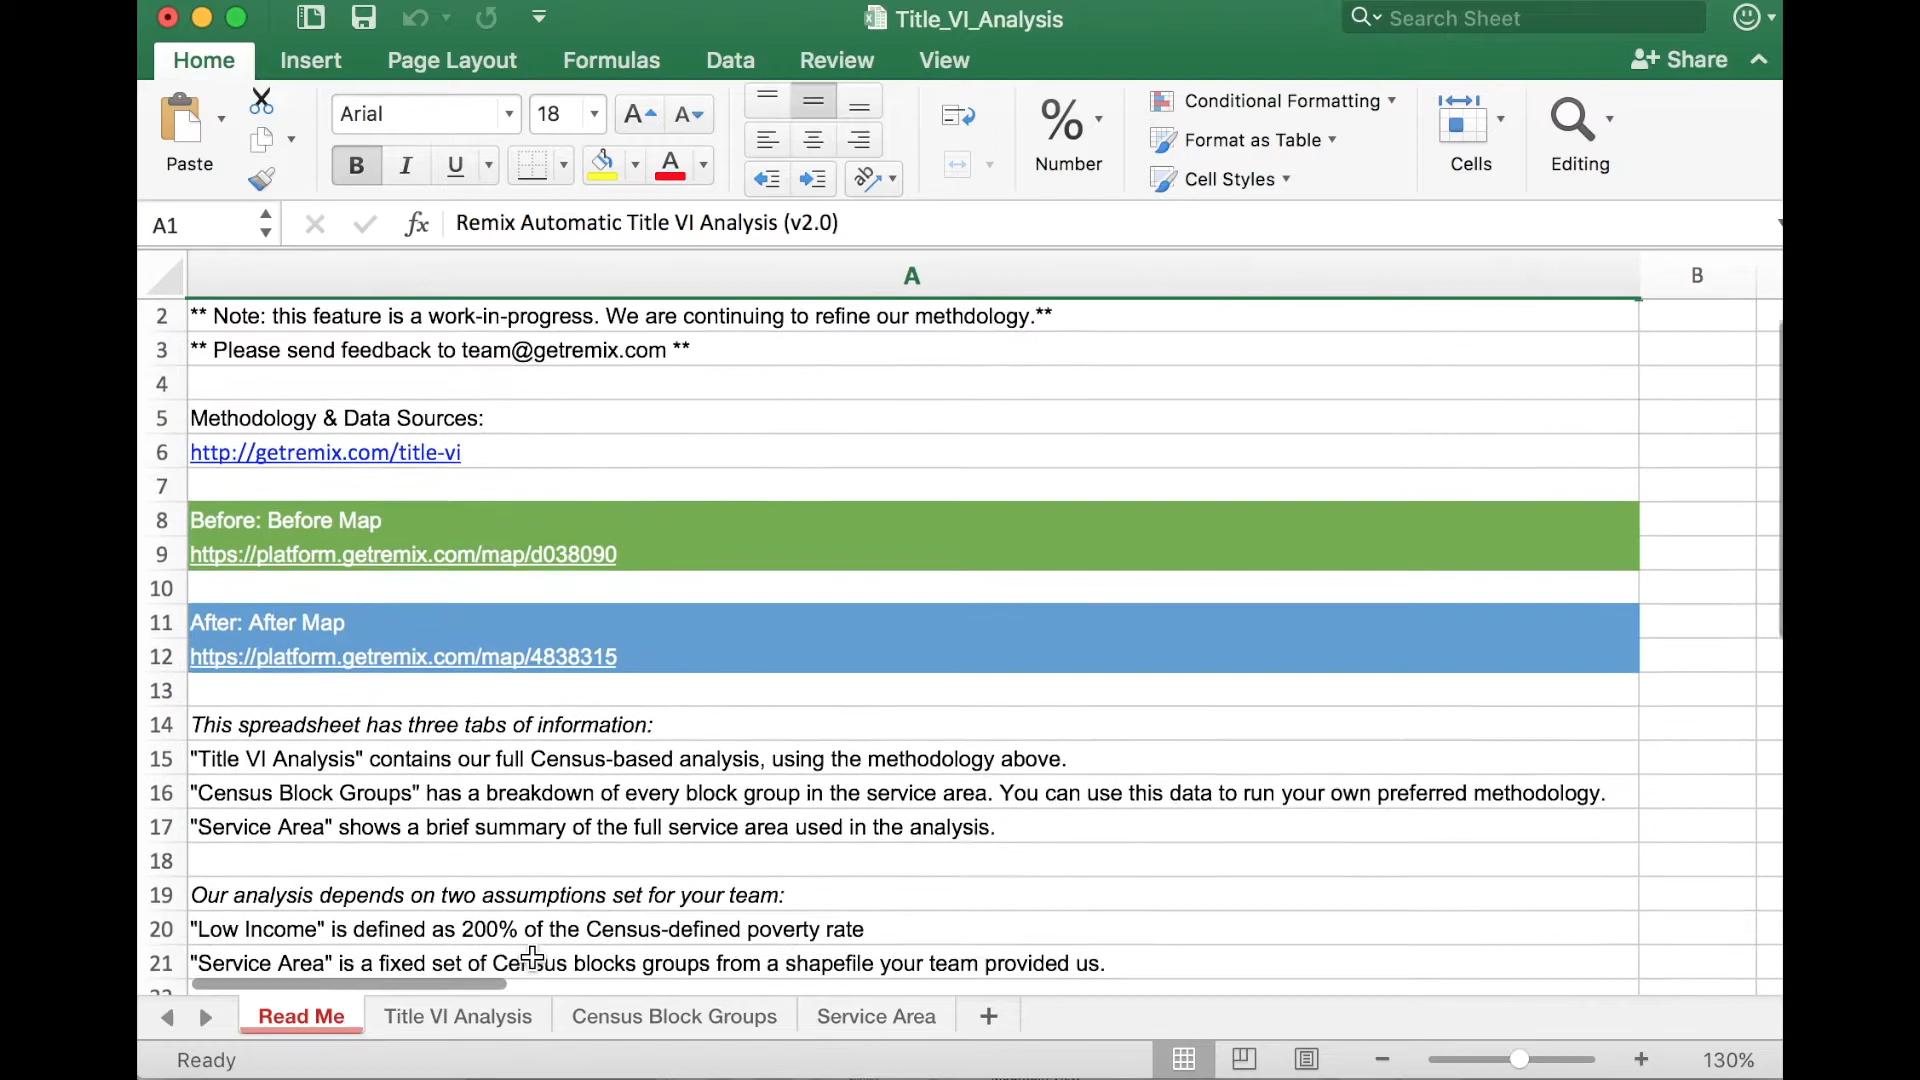 Title_VI_Analysis
Search Sheet
Home
Insert
Page Layout
Formulas
Data
Review
View
Share
Paste
Arial
18
A
A
B
I
U
A
ab
%
Number
Conditional Formatting
Format as Table
Cell Styles
Cells
Editing
A1
fx
Remix Automatic Title VI Analysis (v2.0)
A
B
2
** Note: this feature is a work-in-progress. We are continuing to refine our methdology.**
3
** Please send feedback to team@getremix.com **
4
5
Methodology & Data Sources:
6
http://getremix.com/title-vi
7
8
Before: Before Map
9
https://platform.getremix.com/map/d038090
10
11
After: After Map
12
https://platform.getremix.com/map/4838315
13
14
This spreadsheet has three tabs of information:
15
"Title VI Analysis" contains our full Census-based analysis, using the methodology above.
16
"Census Block Groups" has a breakdown of every block group in the service area. You can use this data to run your own preferred methodology.
17
"Service Area" shows a brief summary of the full service area used in the analysis.
18
19
Our analysis depends on two assumptions set for your team:
20
"Low Income" is defined as 200% of the Census-defined poverty rate
21
"Service Area" is a fixed set of Census blocks groups from a shapefile your team provided us.
Read Me
Title VI Analysis
Census Block Groups
Service Area
Ready
130%